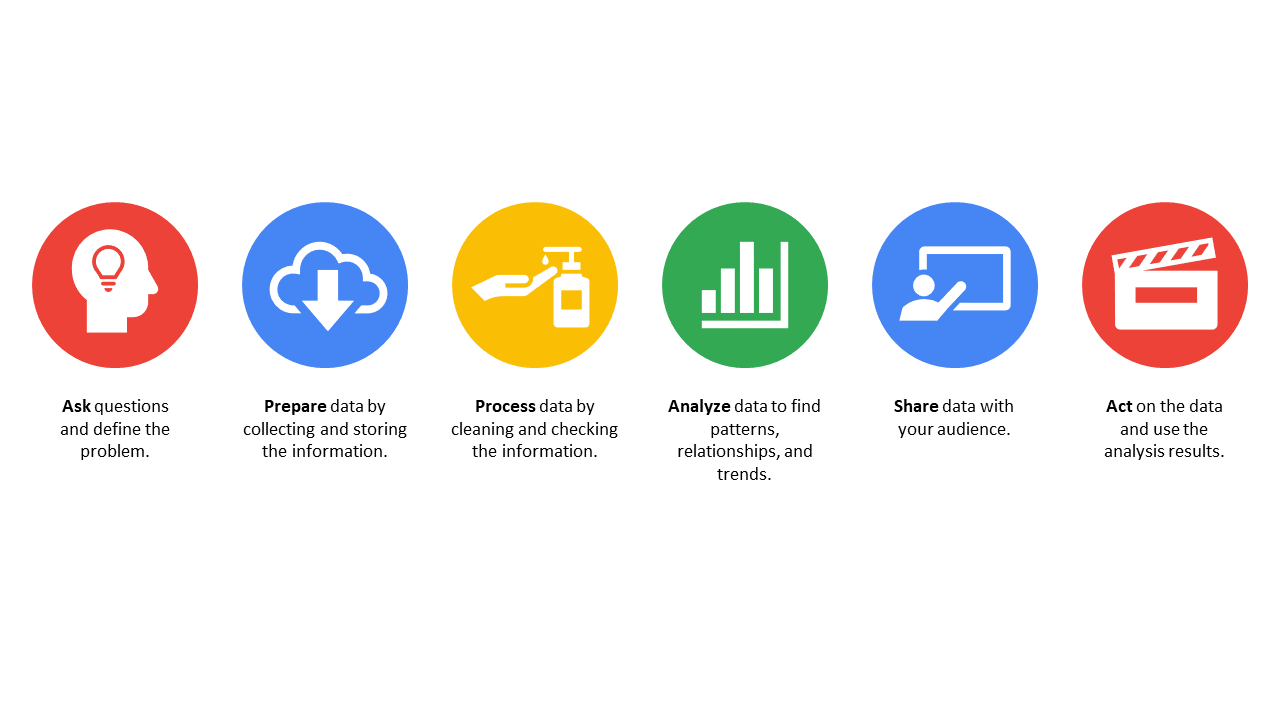 Ask questions
and define the
problem.
Prepare data by
collecting and storing
the information.
Process data by
cleaning and checking
the information.
Analyze data to find
patterns,
relationships, and
trends.
Share data with
your audience.
Act on the data
and use the
analysis results.